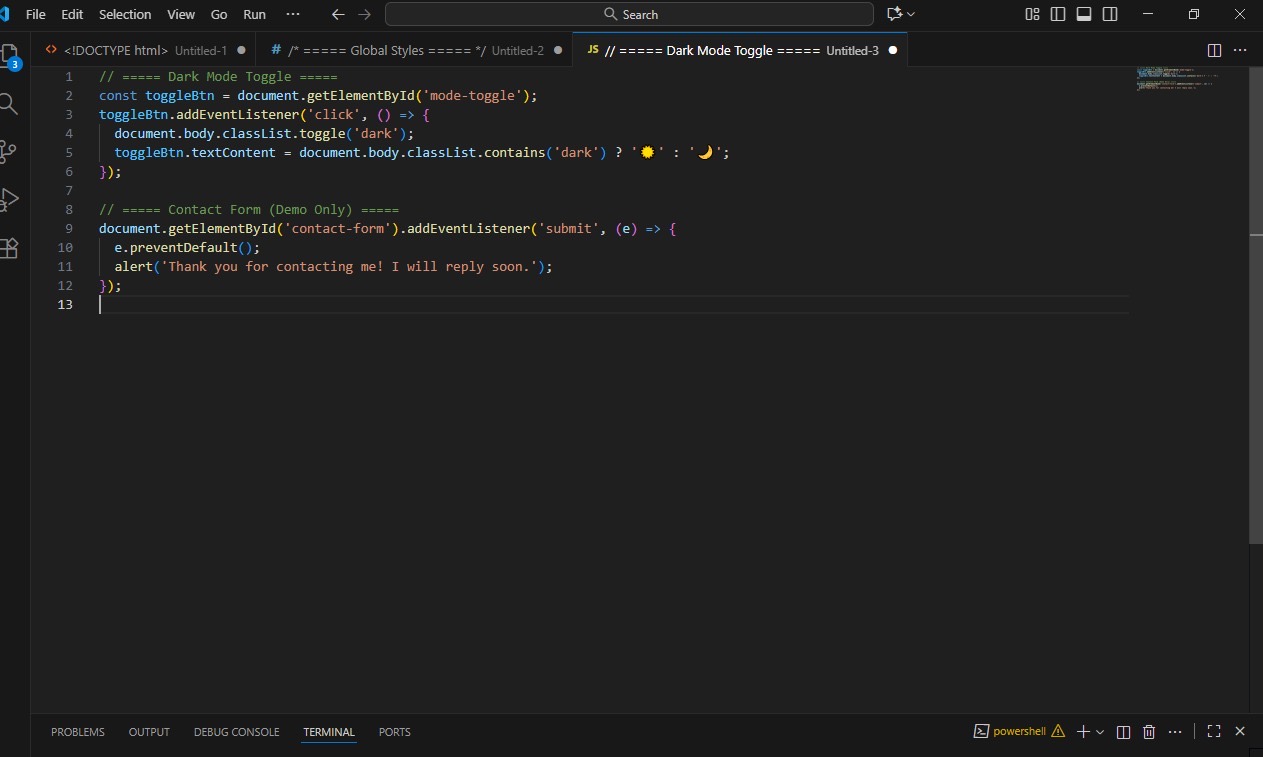 File Edit Selection View Go Run ··· Search
<!DOCTYPE html> Untitled-1 # /* ===== Global Styles ===== */ Untitled-2 JS // ===== Dark Mode Toggle ===== Untitled-3
3
1 // ===== Dark Mode Toggle =====
2 const toggleBtn = document.getElementById('mode-toggle');
3 toggleBtn.addEventListener('click', () => {
4 document.body.classList.toggle('dark');
5 toggleBtn.textContent = document.body.classList.contains('dark') ? '🌞' : '🌙';
6 });
7
8 // ===== Contact Form (Demo Only) =====
9 document.getElementById('contact-form').addEventListener('submit', (e) => {
10 e.preventDefault();
11 alert('Thank you for contacting me! I will reply soon.');
12 });
13
PROBLEMS OUTPUT DEBUG CONSOLE TERMINAL PORTS powershell